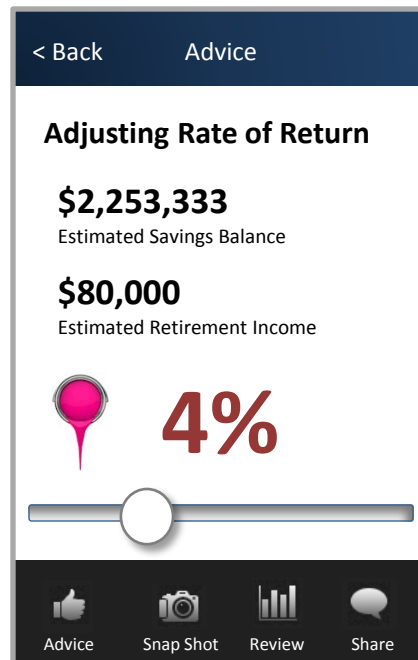 < Back Advice
Adjusting Rate of Return
$2,253,333
Estimated Savings Balance
$80,000
Estimated Retirement Income
4%
Advice Snap Shot Review Share